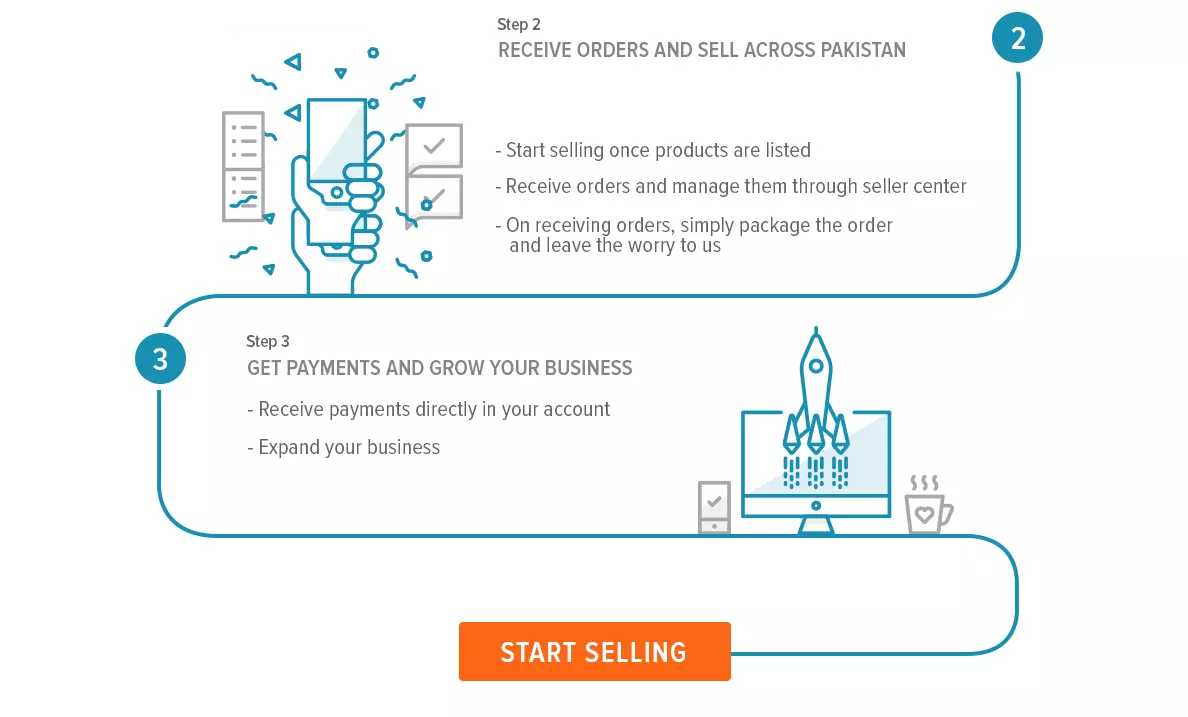 Step 2
2
RECEIVE ORDERS AND SELL ACROSS PAKISTAN
- Start selling once products are listed
- Receive orders and manage them through seller center
- On receiving orders, simply package the order
and leave the worry to us
3
Step 3
GET PAYMENTS AND GROW YOUR BUSINESS
- Receive payments directly in your account
- Expand your business
START SELLING